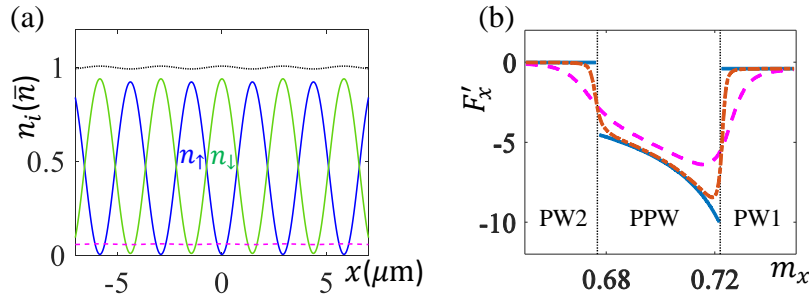 (a)
n_i(n̄)
1
0.5
0
n↑ n↓
-5
0
5
x(μm)
(b)
F′_x
0
-5
-10
PW2
PPW
PW1
0.68
0.72
m_x